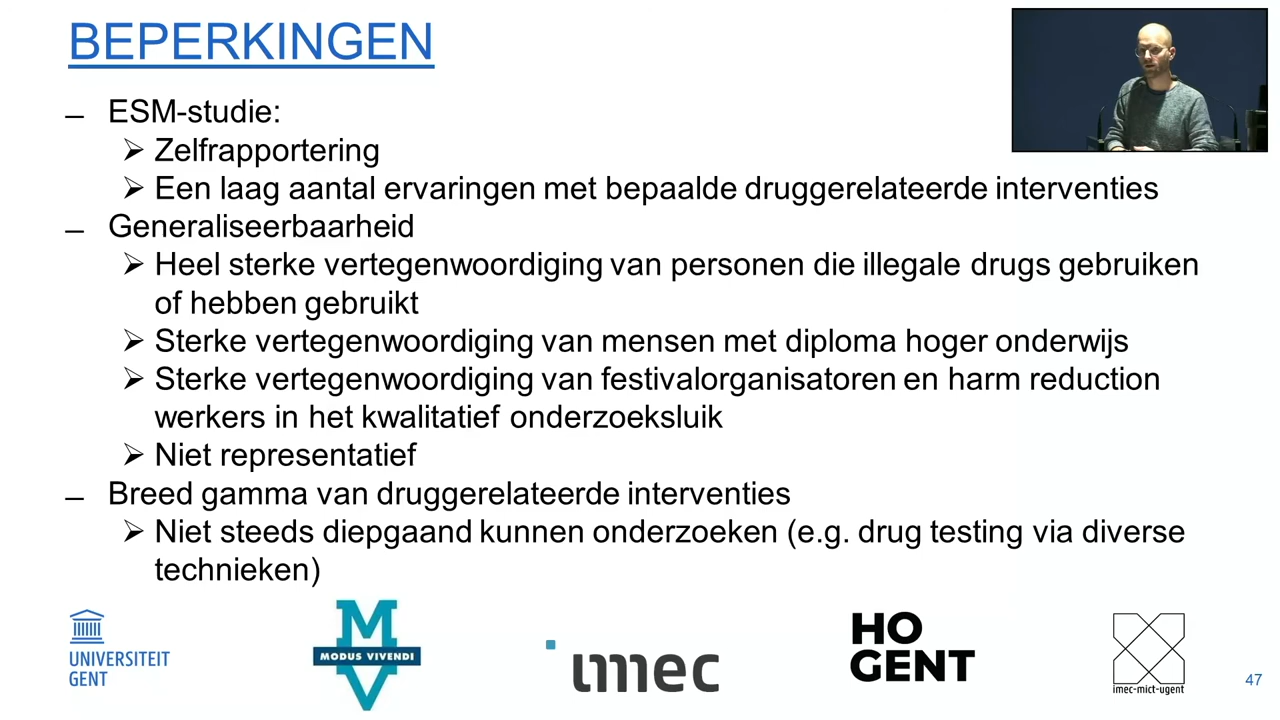 BEPERKINGEN
– ESM-studie:
➢ Zelfrapportering
➢ Een laag aantal ervaringen met bepaalde druggerelateerde interventies
– Generaliseerbaarheid
➢ Heel sterke vertegenwoordiging van personen die illegale drugs gebruiken
of hebben gebruikt
➢ Sterke vertegenwoordiging van mensen met diploma hoger onderwijs
➢ Sterke vertegenwoordiging van festivalorganisatoren en harm reduction
werkers in het kwalitatief onderzoeksluik
➢ Niet representatief
– Breed gamma van druggerelateerde interventies
➢ Niet steeds diepgaand kunnen onderzoeken (e.g. drug testing via diverse
technieken)
UNIVERSITEIT
GENT
M
MODUS VIVENDI
V
imec
HO
GENT
imec-mict-ugent
47